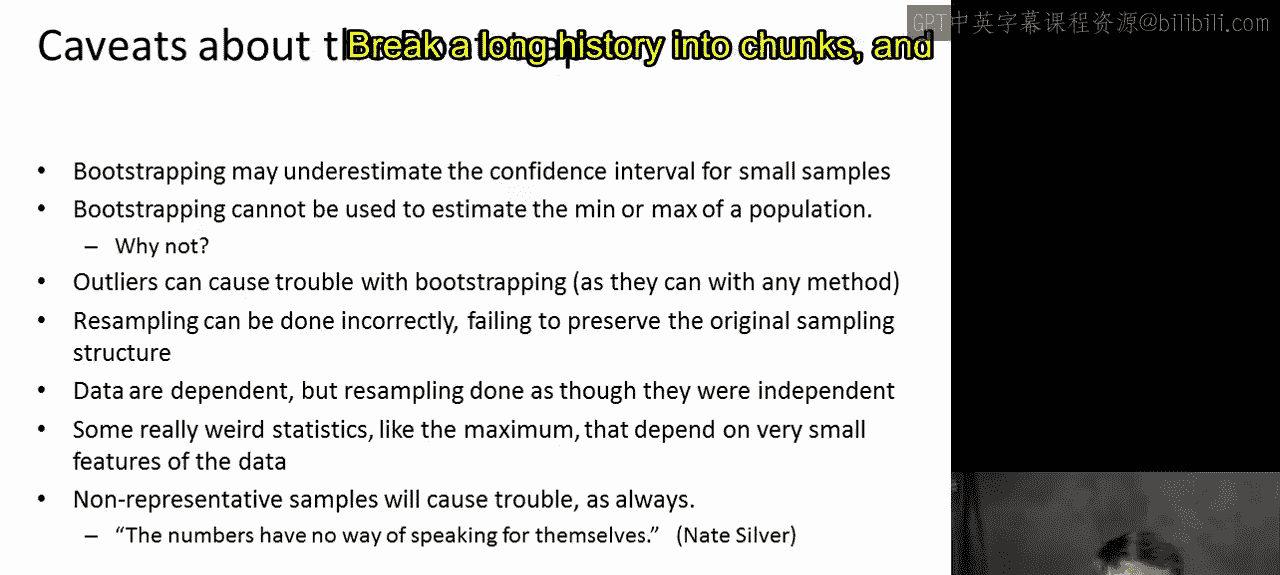 GPT中英字幕课程资源@bilibili.com
Caveats about t
Break a long history into chunks, and
• Bootstrapping may underestimate the confidence interval for small samples
• Bootstrapping cannot be used to estimate the min or max of a population.
– Why not?
• Outliers can cause trouble with bootstrapping (as they can with any method)
• Resampling can be done incorrectly, failing to preserve the original sampling
structure
• Data are dependent, but resampling done as though they were independent
• Some really weird statistics, like the maximum, that depend on very small
features of the data
• Non-representative samples will cause trouble, as always.
– “The numbers have no way of speaking for themselves.” (Nate Silver)